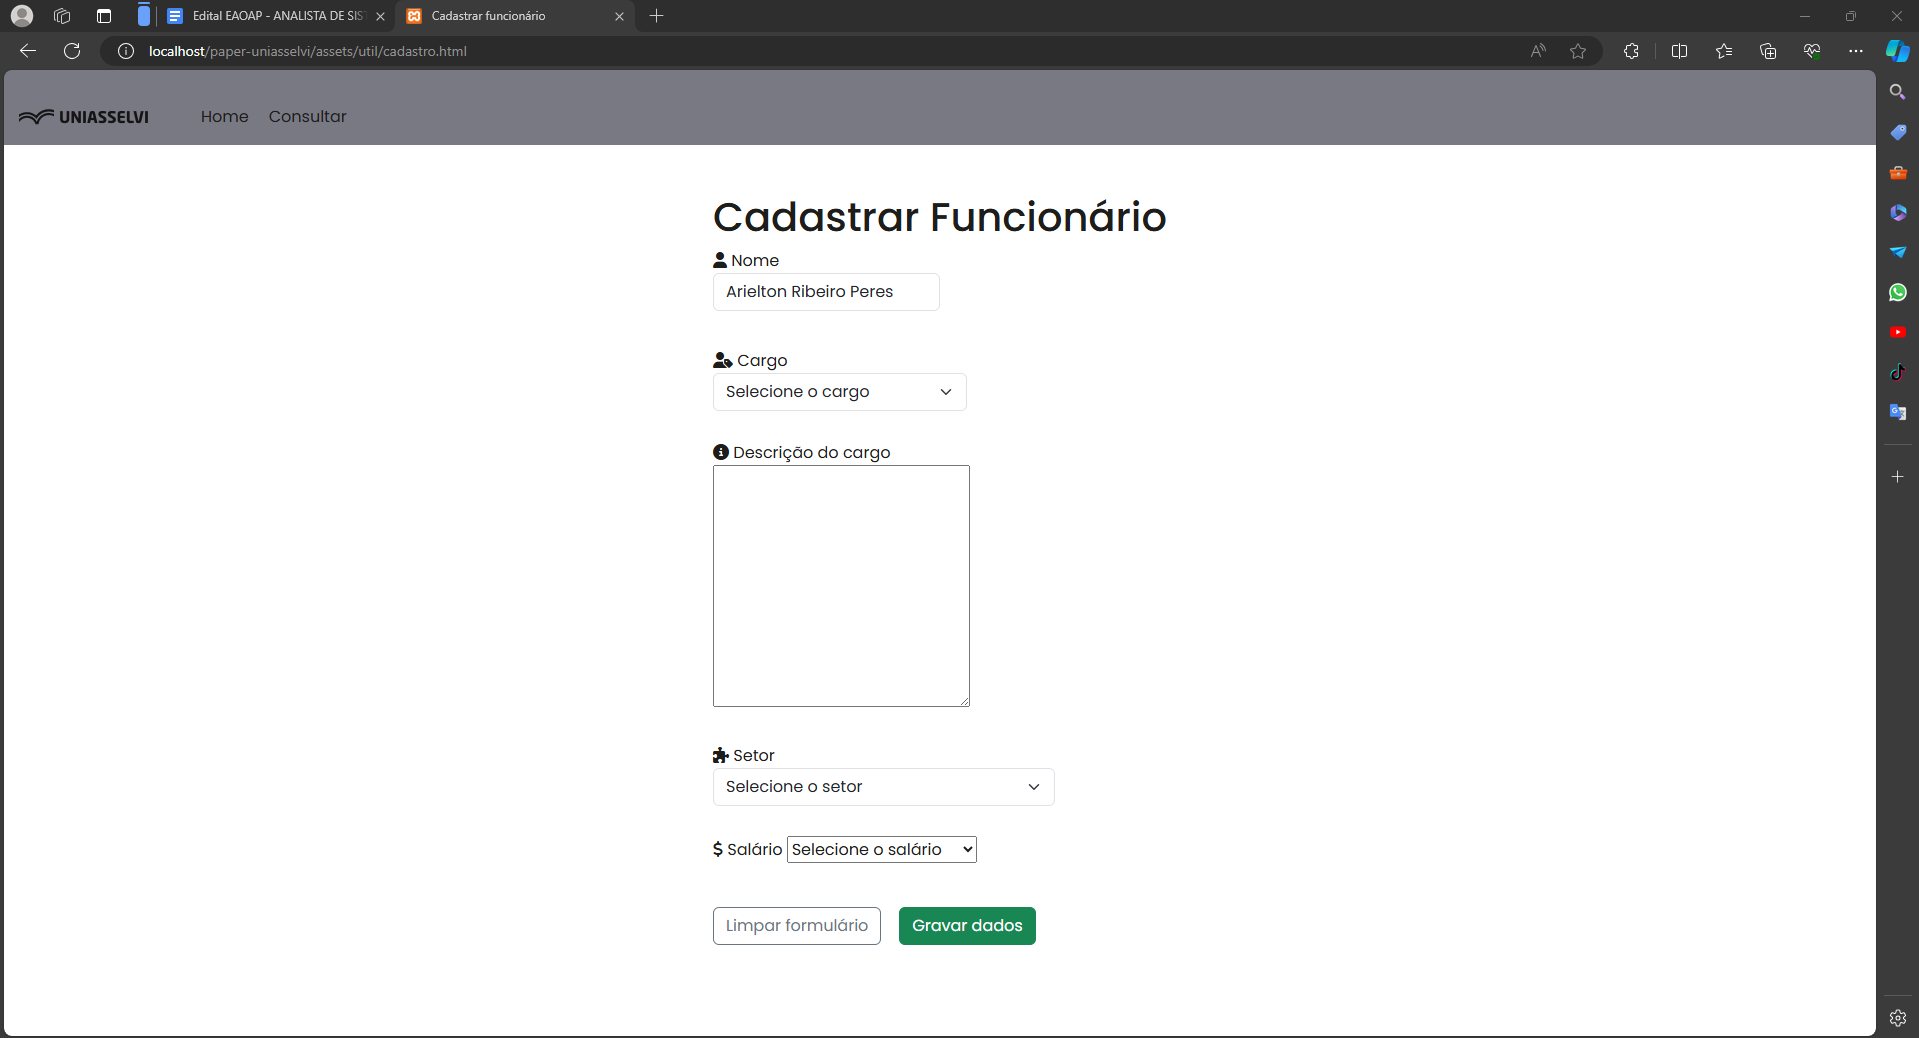 Edital EAOAP - ANALISTA DE SIS
Cadastrar funcionário
localhost/paper-uniasselvi/assets/util/cadastro.html
UNIASSELVI
Home
Consultar
Cadastrar Funcionário
Nome
Arielton Ribeiro Peres
Cargo
Selecione o cargo
Descrição do cargo
Setor
Selecione o setor
$ Salário
Selecione o salário
Limpar formulário
Gravar dados